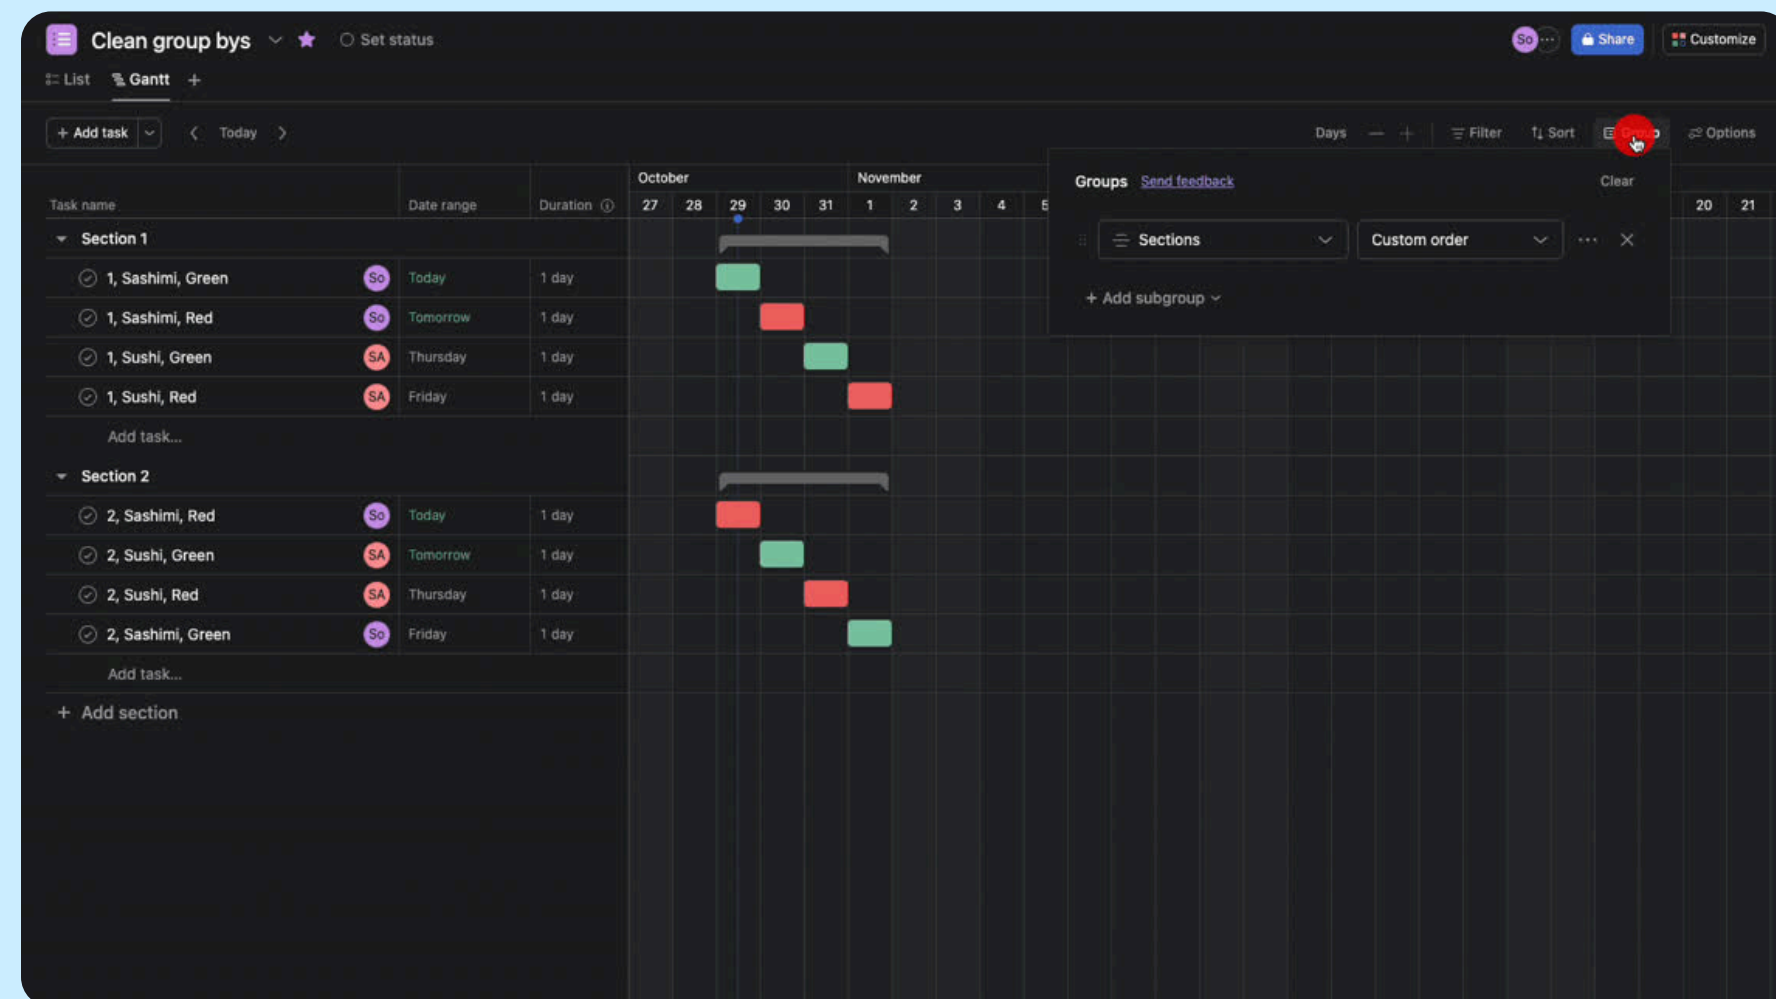 Clean group bys Set status So Share Customize
List Gantt
+ Add task Today Days Filter Sort Group Options
October November Groups Send feedback Clear
Task name Date range Duration 27 28 29 30 31 1 2 3 4 5 20 21
Section 1 Sections Custom order
1, Sashimi, Green So Today 1 day
+ Add subgroup
1, Sashimi, Red So Tomorrow 1 day
1, Sushi, Green SA Thursday 1 day
1, Sushi, Red SA Friday 1 day
Add task...
Section 2
2, Sashimi, Red So Today 1 day
2, Sushi, Green SA Tomorrow 1 day
2, Sushi, Red SA Thursday 1 day
2, Sashimi, Green So Friday 1 day
Add task...
+ Add section